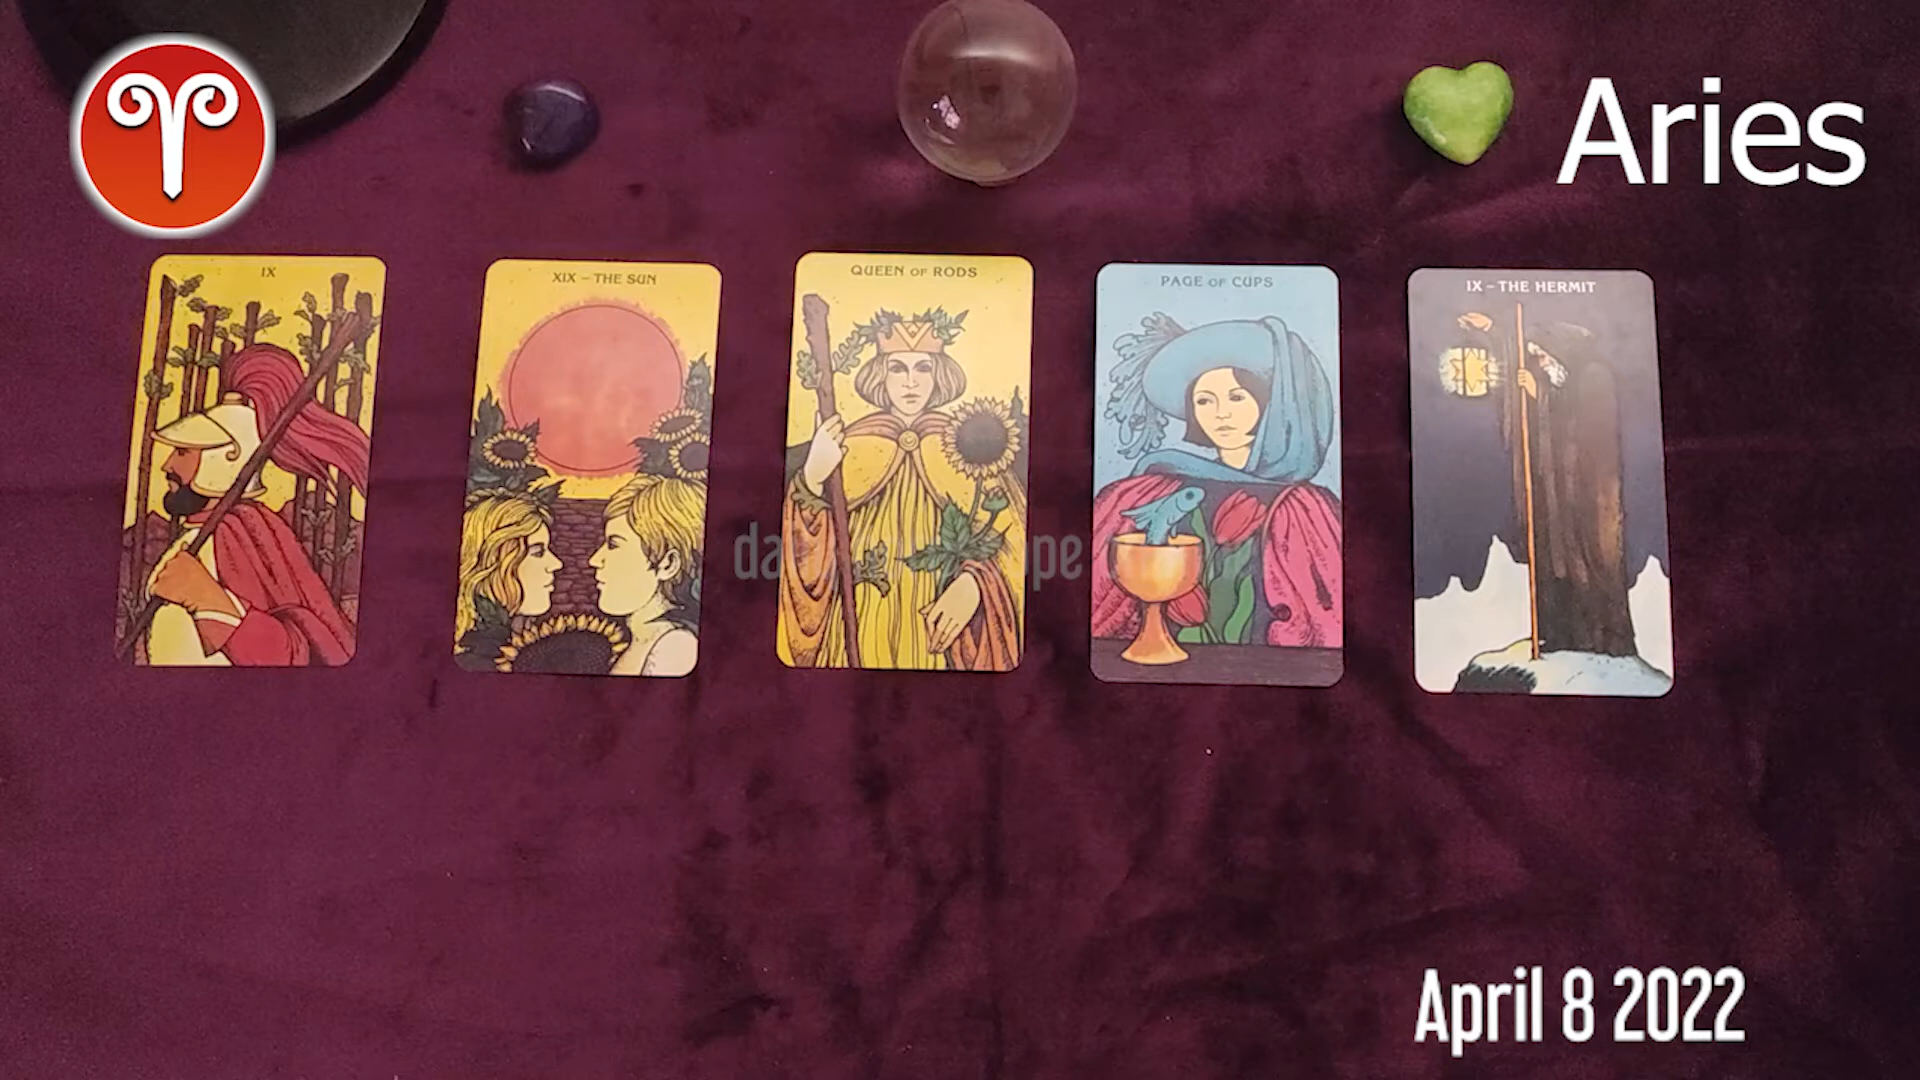 Aries
IX
XIX – THE SUN
QUEEN OF RODS
PAGE OF CUPS
IX – THE HERMIT
April 8 2022